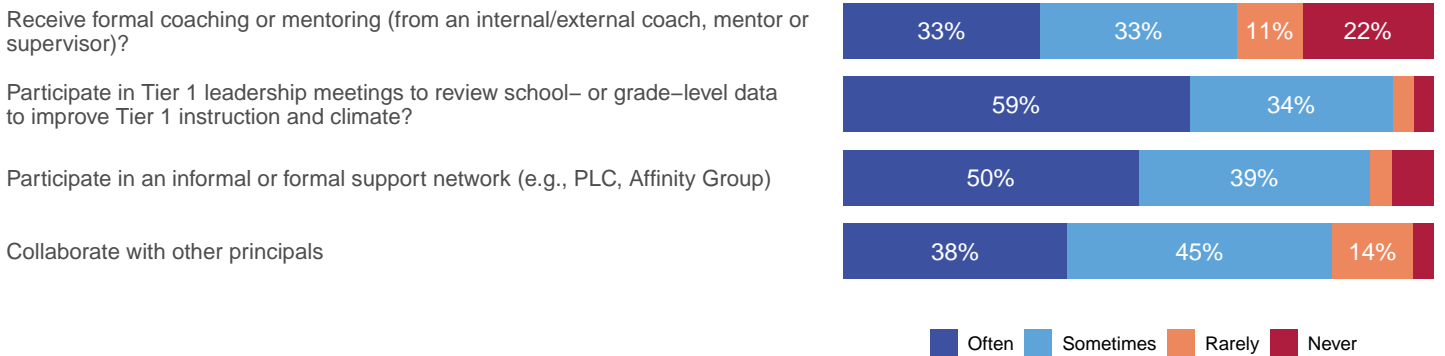 Receive formal coaching or mentoring (from an internal/external coach, mentor or
supervisor)?
33% 33% 11% 22%
Participate in Tier 1 leadership meetings to review school− or grade−level data
to improve Tier 1 instruction and climate?
59% 34%
Participate in an informal or formal support network (e.g., PLC, Affinity Group)
50% 39%
Collaborate with other principals
38% 45% 14%
Often Sometimes Rarely Never